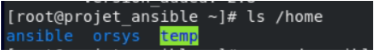 [root@projet_ansible ~]# ls /home
ansible  orsys  temp